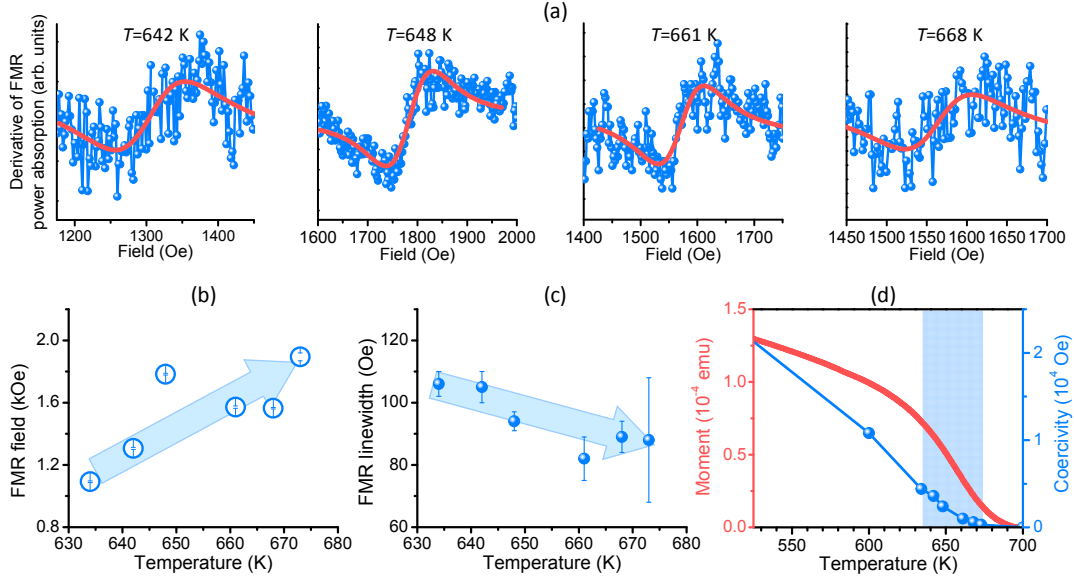 (a)
T=642 K
T=648 K
T=661 K
T=668 K
Derivative of FMR
power absorption (arb. units)
1200 1300 1400
1600 1700 1800 1900 2000
1400 1500 1600 1700
1450 1500 1550 1600 1650 1700
Field (Oe)
Field (Oe)
Field (Oe)
Field (Oe)
(b)
FMR field (kOe)
2.0
1.6
1.2
0.8
630 640 650 660 670 680
Temperature (K)
(c)
FMR linewidth (Oe)
120
100
80
60
630 640 650 660 670 680
Temperature (K)
(d)
Moment (10⁻⁴ emu)
1.5
1.0
0.5
0.0
550 600 650 700
Temperature (K)
2
1
0
Coercivity (10⁴ Oe)